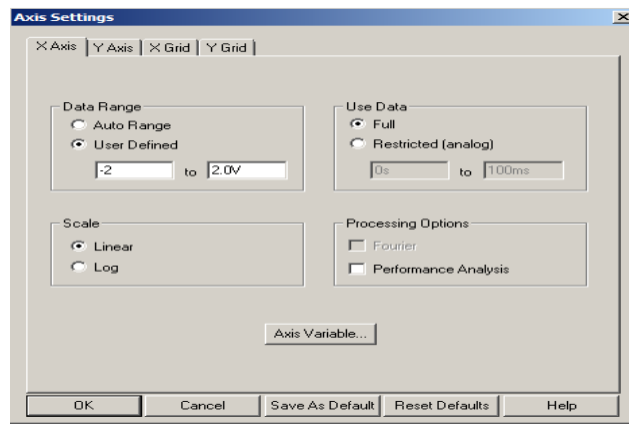 Axis Settings
X Axis Y Axis X Grid Y Grid
Data Range
Auto Range
User Defined
-2 to 2.0V
Use Data
Full
Restricted (analog)
0s to 100ms
Scale
Linear
Log
Processing Options
Fourier
Performance Analysis
Axis Variable...
OK Cancel Save As Default Reset Defaults Help